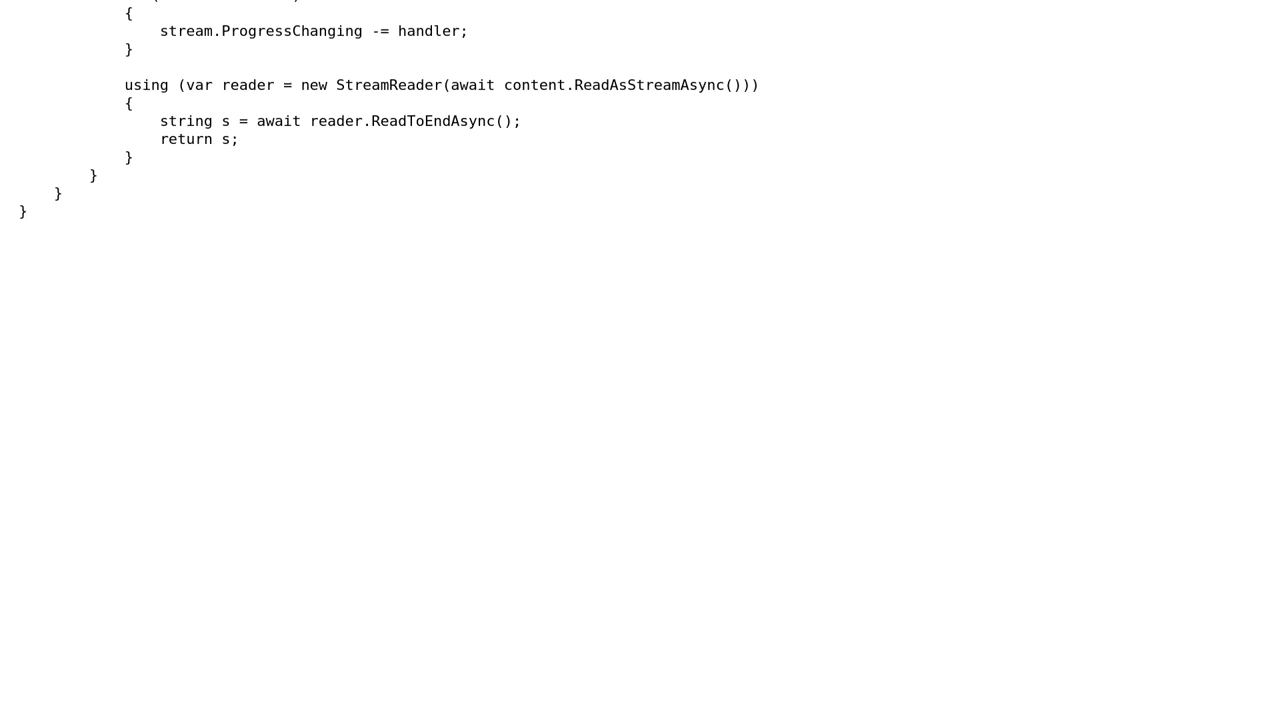 {
stream.ProgressChanging -= handler;
}
using (var reader = new StreamReader(await content.ReadAsStreamAsync()))
{
string s = await reader.ReadToEndAsync();
return s;
}
}
}
}